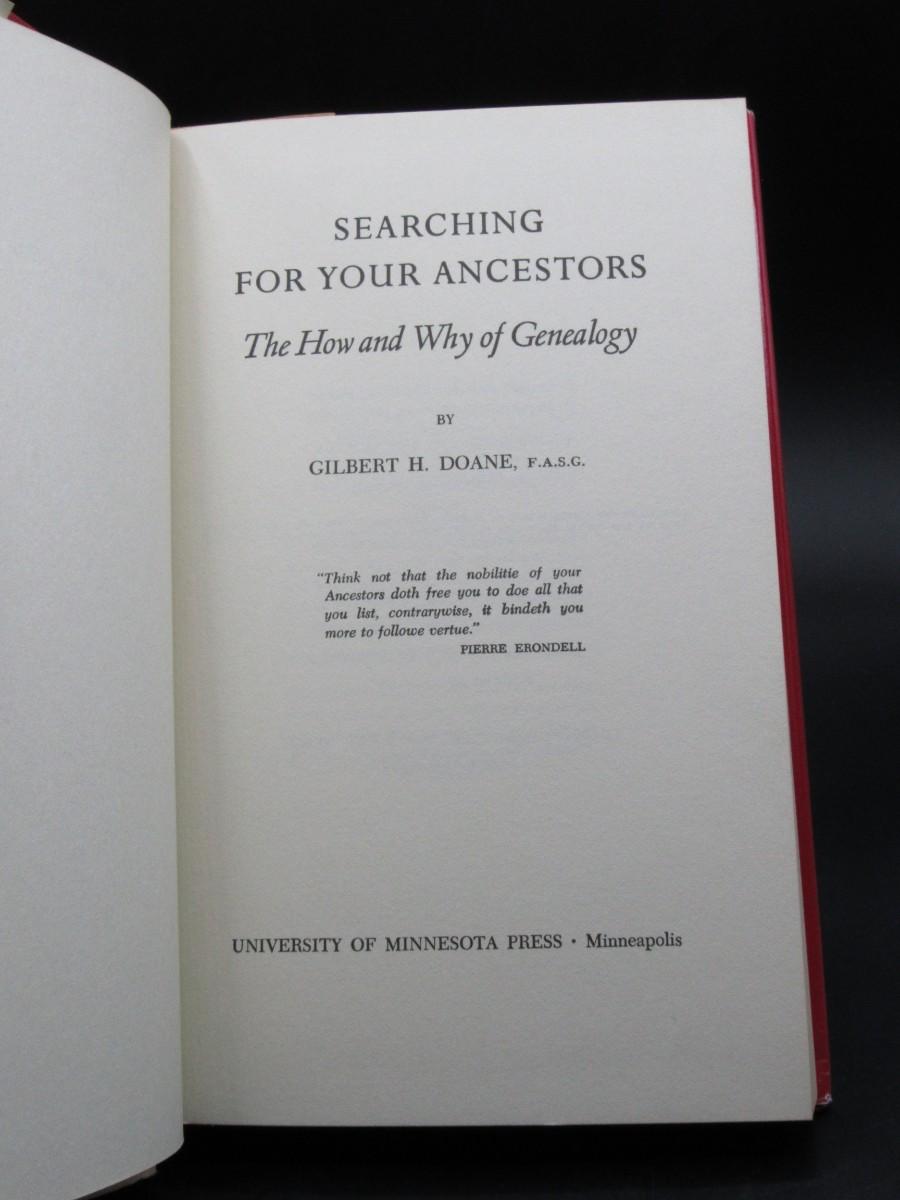 SEARCHING
FOR YOUR ANCESTORS
The How and Why of Genealogy
BY
GILBERT H. DOANE, F.A.S.G.
"Think not that the nobilitie of your
Ancestors doth free you to doe all that
you list, contrarywise, it bindeth you
more to followe vertue."
PIERRE ERONDELL
UNIVERSITY OF MINNESOTA PRESS · Minneapolis